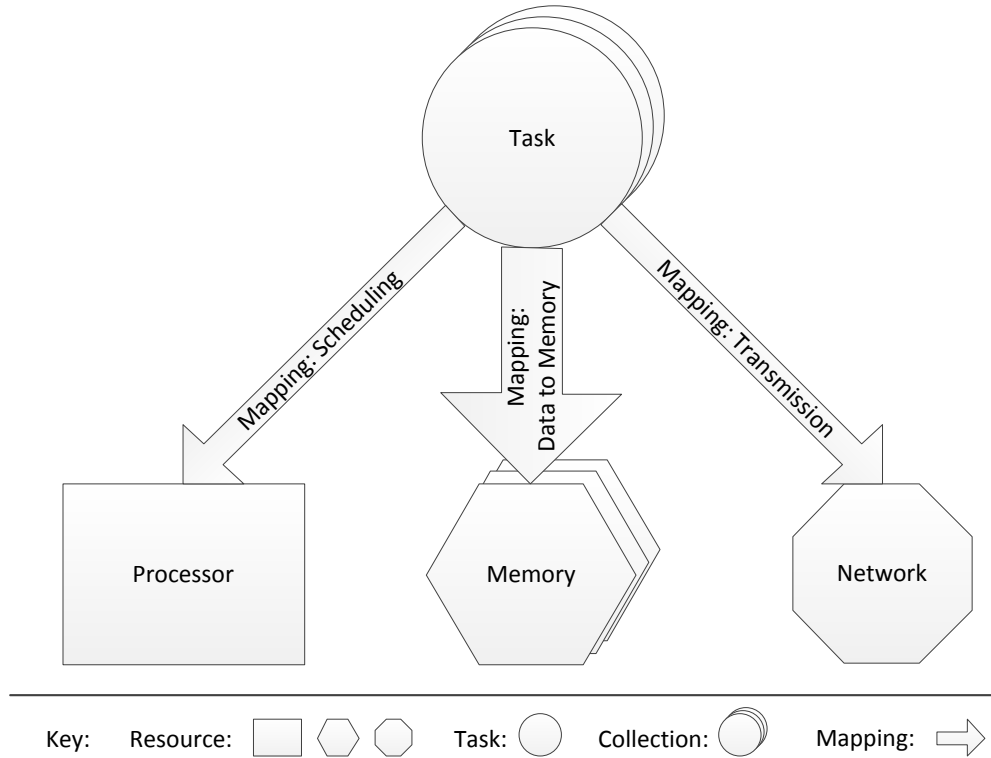 Task
Mapping: Scheduling
Mapping:
Data to Memory
Mapping: Transmission
Processor
Memory
Network
Key: Resource: Task: Collection: Mapping: